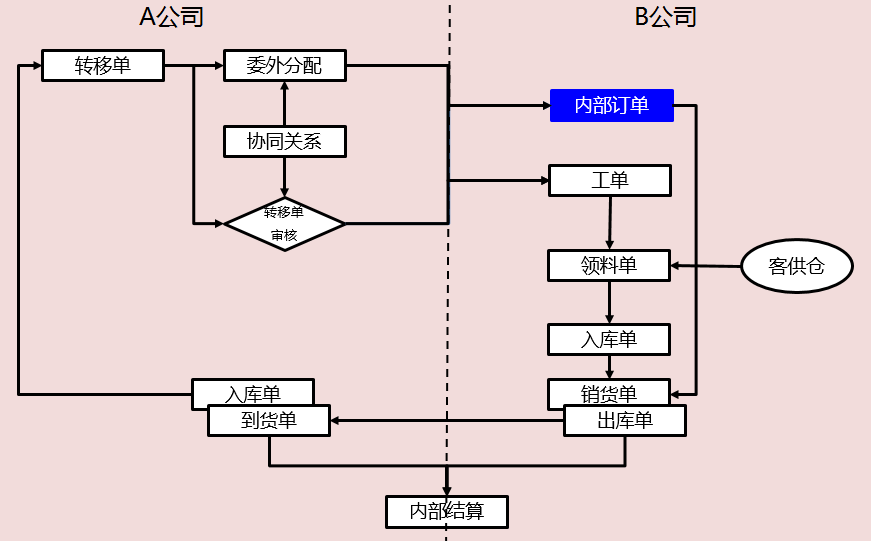 A公司
B公司
转移单
委外分配
内部订单
协同关系
工单
转移单
审核
领料单
客供仓
入库单
入库单
销货单
到货单
出库单
内部结算